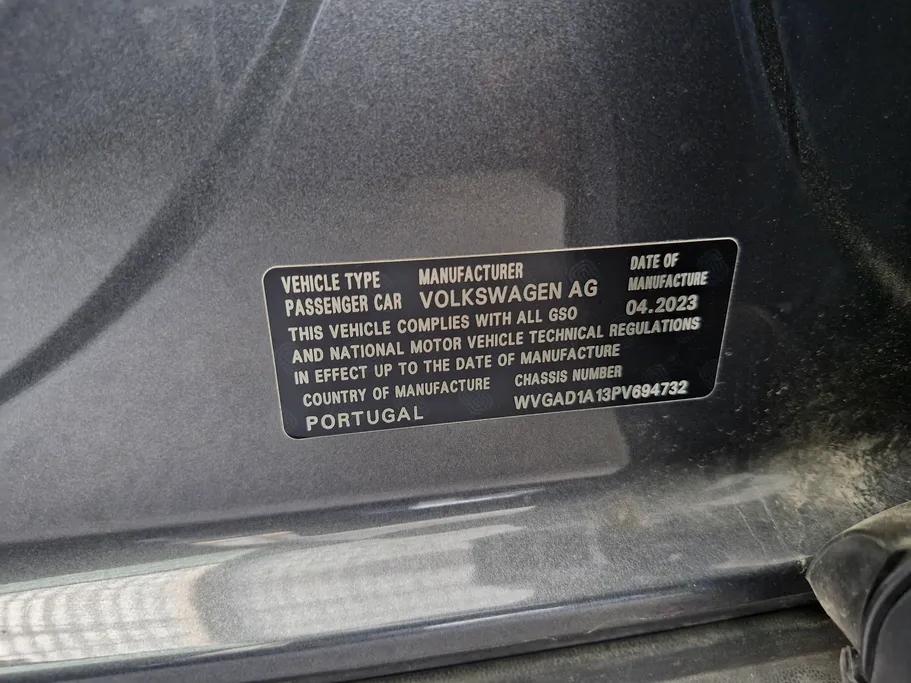 VEHICLE TYPE MANUFACTURER DATE OF MANUFACTURE
PASSENGER CAR VOLKSWAGEN AG 04.2023
THIS VEHICLE COMPLIES WITH ALL GSO
AND NATIONAL MOTOR VEHICLE TECHNICAL REGULATIONS
IN EFFECT UP TO THE DATE OF MANUFACTURE
COUNTRY OF MANUFACTURE CHASSIS NUMBER
PORTUGAL WVGAD1A13PV694732